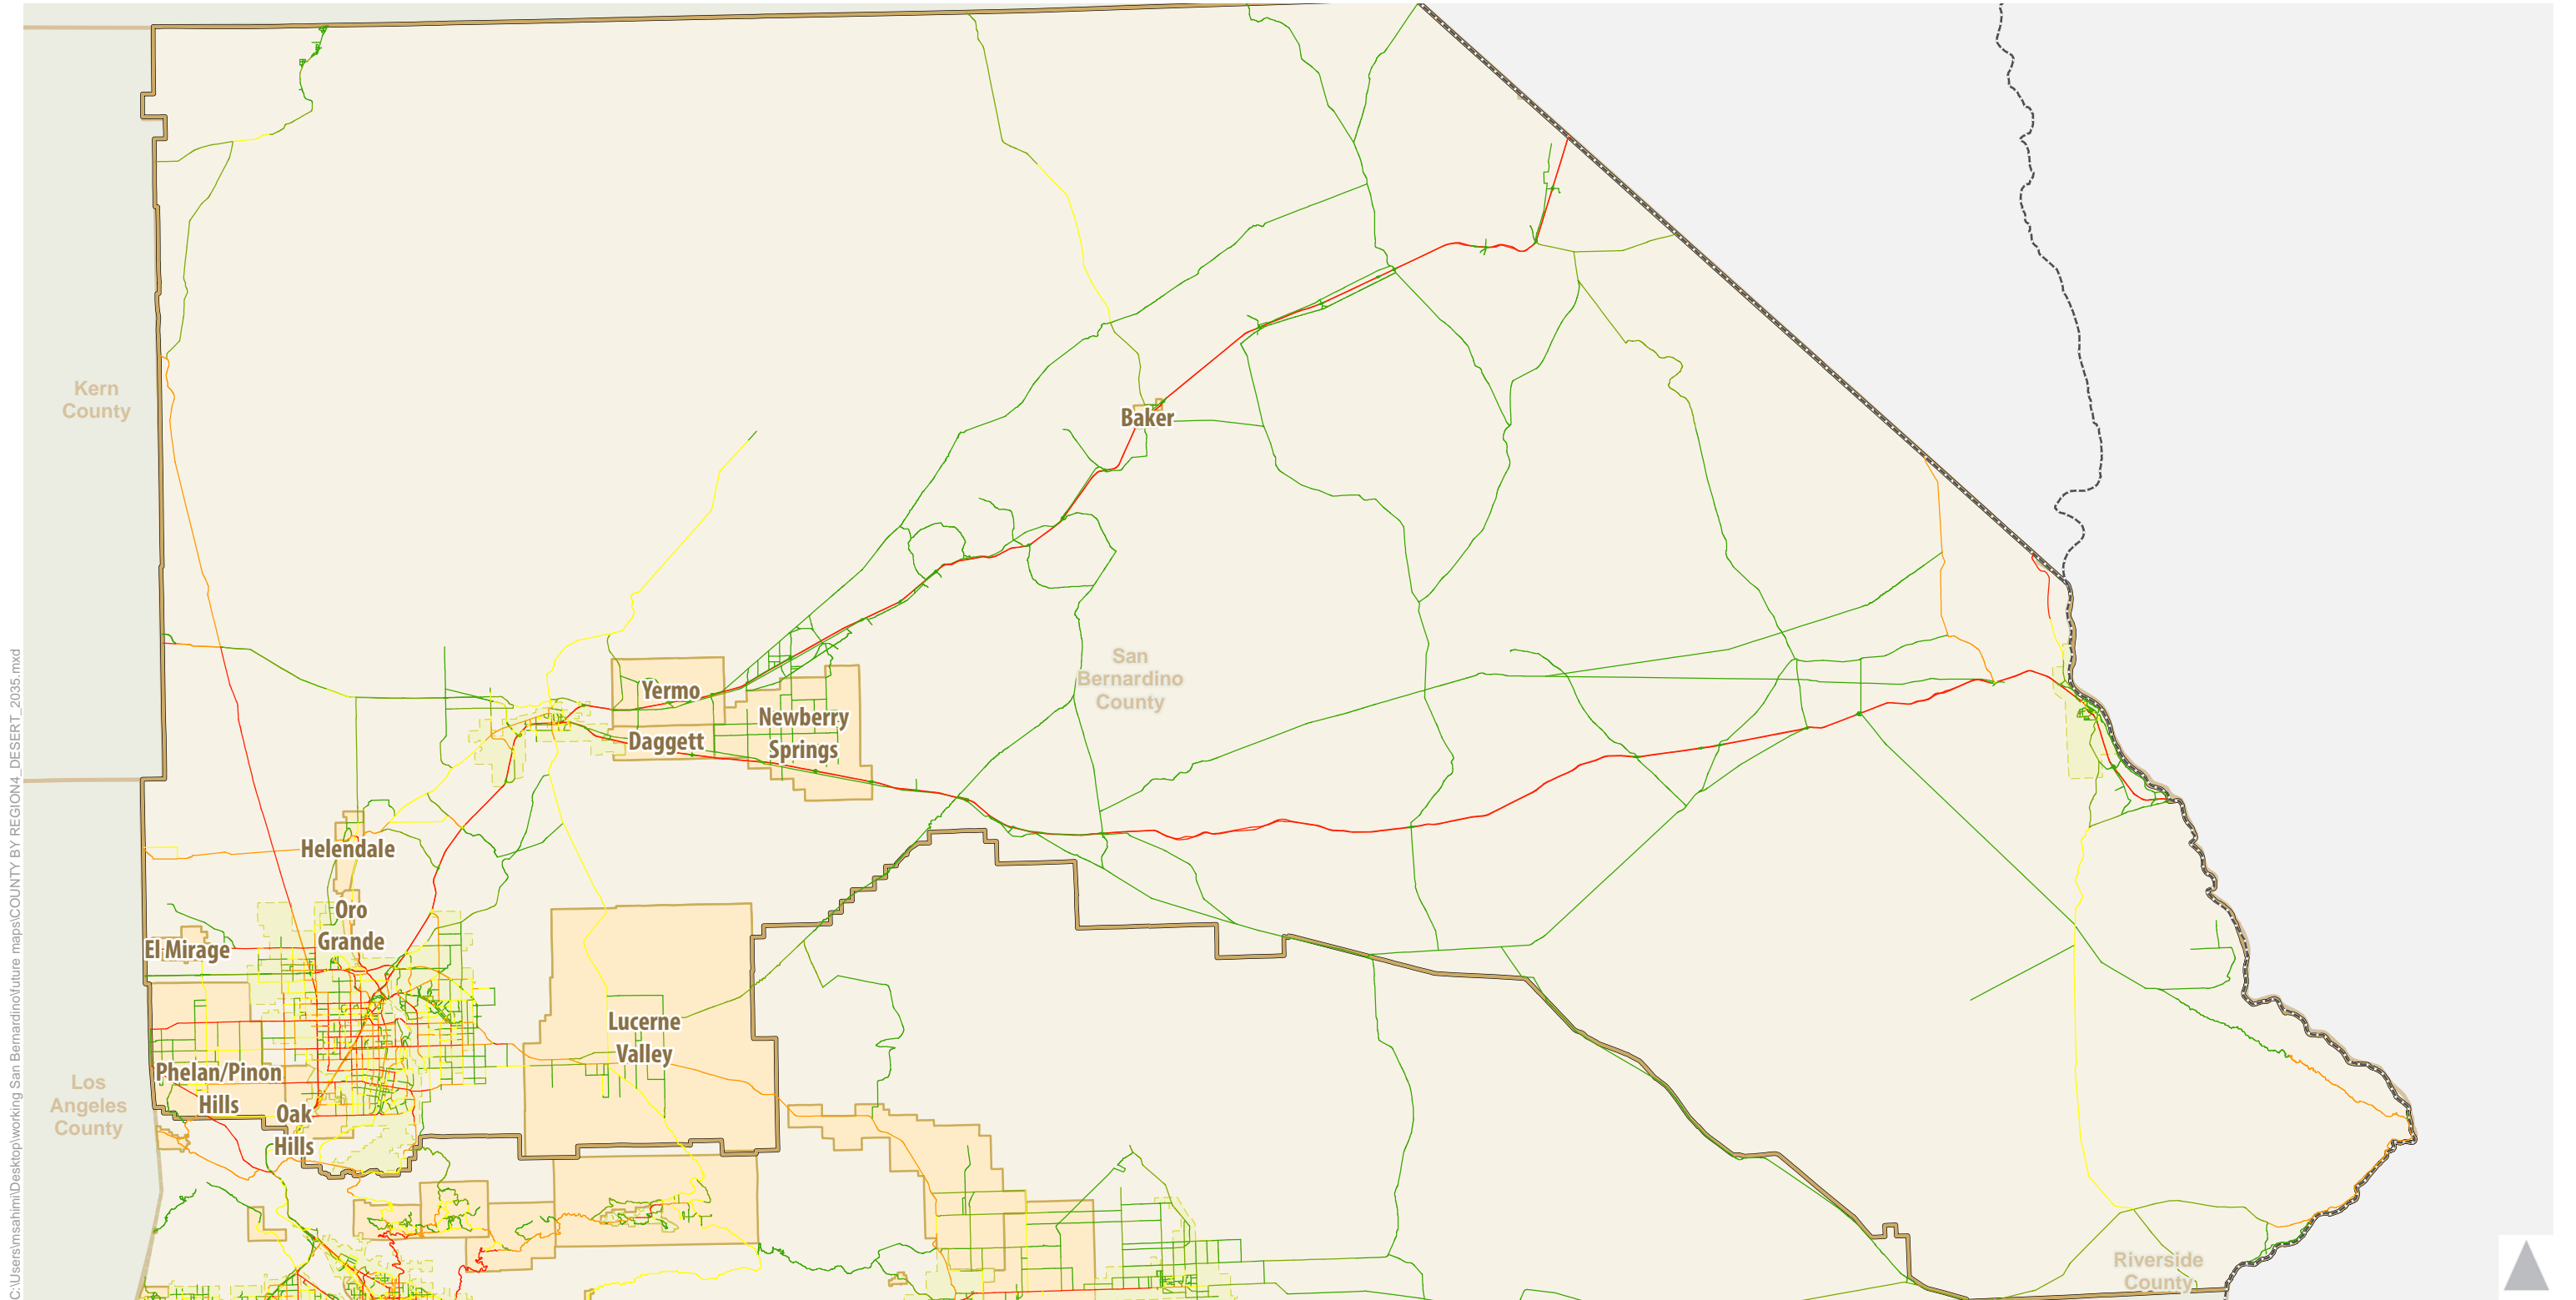 Kern
County
Baker
San
Bernardino
County
Yermo
Newberry
Springs
Daggett
Helendale
Oro
Grande
El Mirage
Lucerne
Valley
Phelan/Pinon
Hills
Oak
Hills
Los
Angeles
County
Riverside
County
C:\Users\msahimi\Desktop\working San Bernardino\future maps\COUNTY BY REGION4_DESERT_2035.mxd